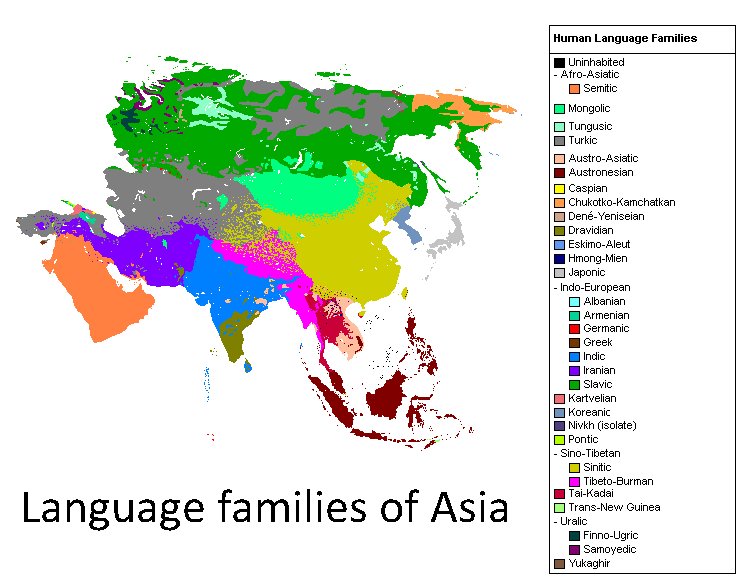 Human Language Families
Uninhabited
- Afro-Asiatic
Semitic
Mongolic
Tungusic
Turkic
Austro-Asiatic
Austronesian
Caspian
Chukotko-Kamchatkan
Dené-Yeniseian
Dravidian
Eskimo-Aleut
Hmong-Mien
Japonic
- Indo-European
Albanian
Armenian
Germanic
Greek
Indic
Iranian
Slavic
Kartvelian
Koreanic
Nivkh (isolate)
Pontic
- Sino-Tibetan
Sinitic
Tibeto-Burman
Tai-Kadai
Trans-New Guinea
- Uralic
Finno-Ugric
Samoyedic
Yukaghir
Language families of Asia